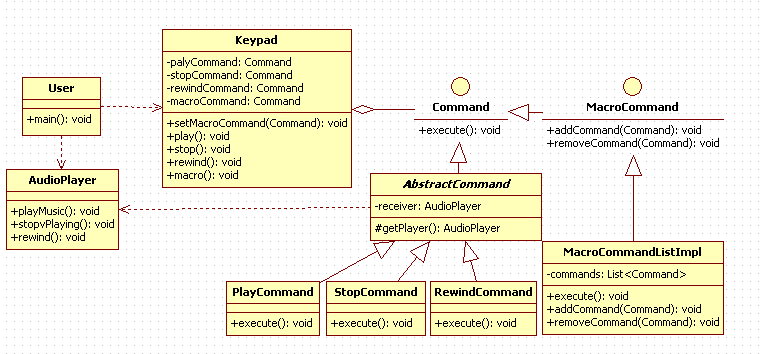 Keypad
-palyCommand: Command
-stopCommand: Command
-rewindCommand: Command
-macroCommand: Command
+setMacroCommand(Command): void
+play(): void
+stop(): void
+rewind(): void
+macro(): void
User
+main(): void
Command
+execute(): void
MacroCommand
+addCommand(Command): void
+removeCommand(Command): void
AudioPlayer
+playMusic(): void
+stopvPlaying(): void
+rewind(): void
AbstractCommand
-receiver: AudioPlayer
#getPlayer(): AudioPlayer
MacroCommandListImpl
-commands: List<Command>
+execute(): void
+addCommand(Command): void
+removeCommand(Command): void
PlayCommand
+execute(): void
StopCommand
+execute(): void
RewindCommand
+execute(): void